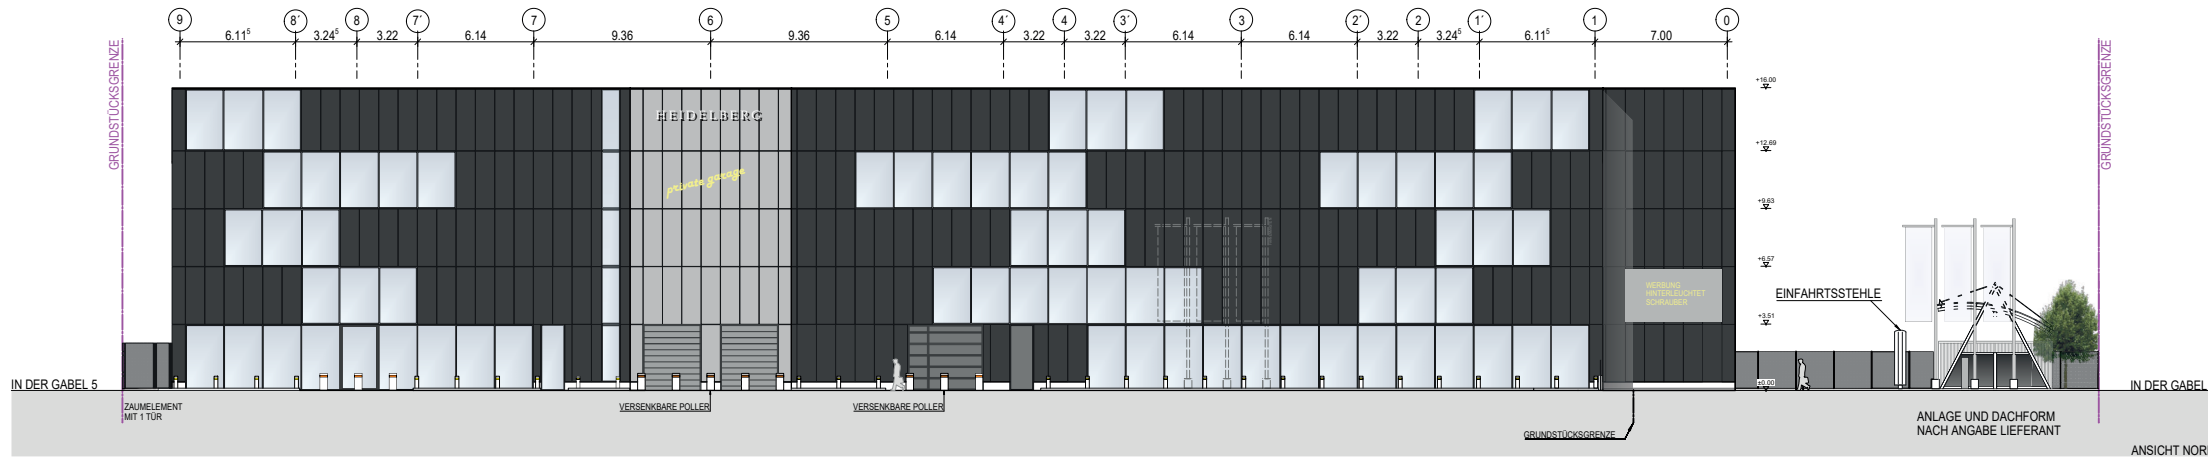 9 8' 8 7' 7 6 5 4' 4 3' 3 2' 2 1' 1 0
6.11⁵ 3.24⁵ 3.22 6.14 9.36 9.36 6.14 3.22 3.22 6.14 6.14 3.22 3.24⁵ 6.11⁵ 7.00
GRUNDSTÜCKSGRENZE
GRUNDSTÜCKSGRENZE
+16.00
HEIDELBERG
+12.69
private garage
+9.63
+6.57
WERBUNG
HINTERLEUCHTET
SCHRAUBER
EINFAHRTSSTEHLE
+3.51
±0.00
IN DER GABEL 5
IN DER GABEL
ZAUMELEMENT
MIT 1 TÜR
VERSENKBARE POLLER
VERSENKBARE POLLER
GRUNDSTÜCKSGRENZE
ANLAGE UND DACHFORM
NACH ANGABE LIEFERANT
ANSICHT NOR